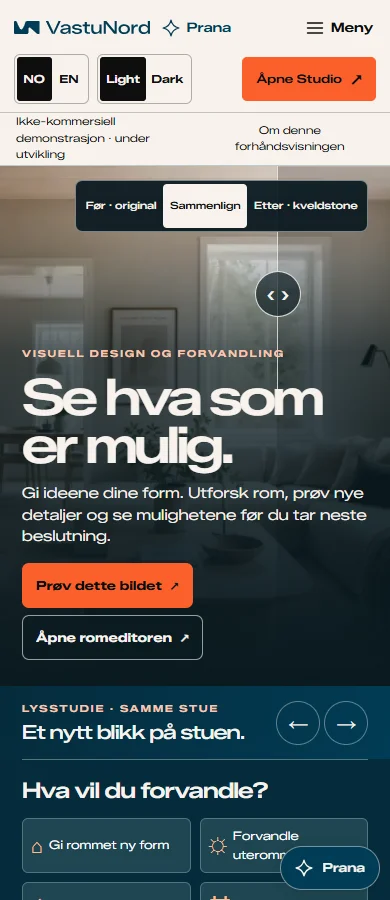 VastuNord Prana Meny
NO EN Light Dark Åpne Studio ↗
Ikke-kommersiell
demonstrasjon · under
utvikling
Om denne
forhåndsvisningen
Før · original Sammenlign Etter · kveldstone
VISUELL DESIGN OG FORVANDLING
Se hva som
er mulig.
Gi ideene dine form. Utforsk rom, prøv nye
detaljer og se mulighetene før du tar neste
beslutning.
Prøv dette bildet ↗
Åpne romeditoren ↗
LYSSTUDIE · SAMME STUE
Et nytt blikk på stuen.
← →
Hva vil du forvandle?
Gi rommet ny form
Forvandle
Prana